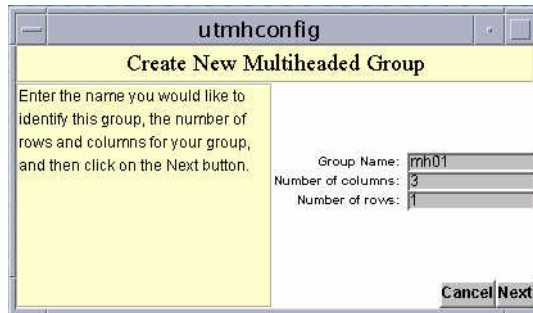 utmhconfig
Create New Multiheaded Group
Enter the name you would like to
identify this group, the number of
rows and columns for your group,
and then click on the Next button.
Group Name: mh01
Number of columns: 3
Number of rows: 1
Cancel Next